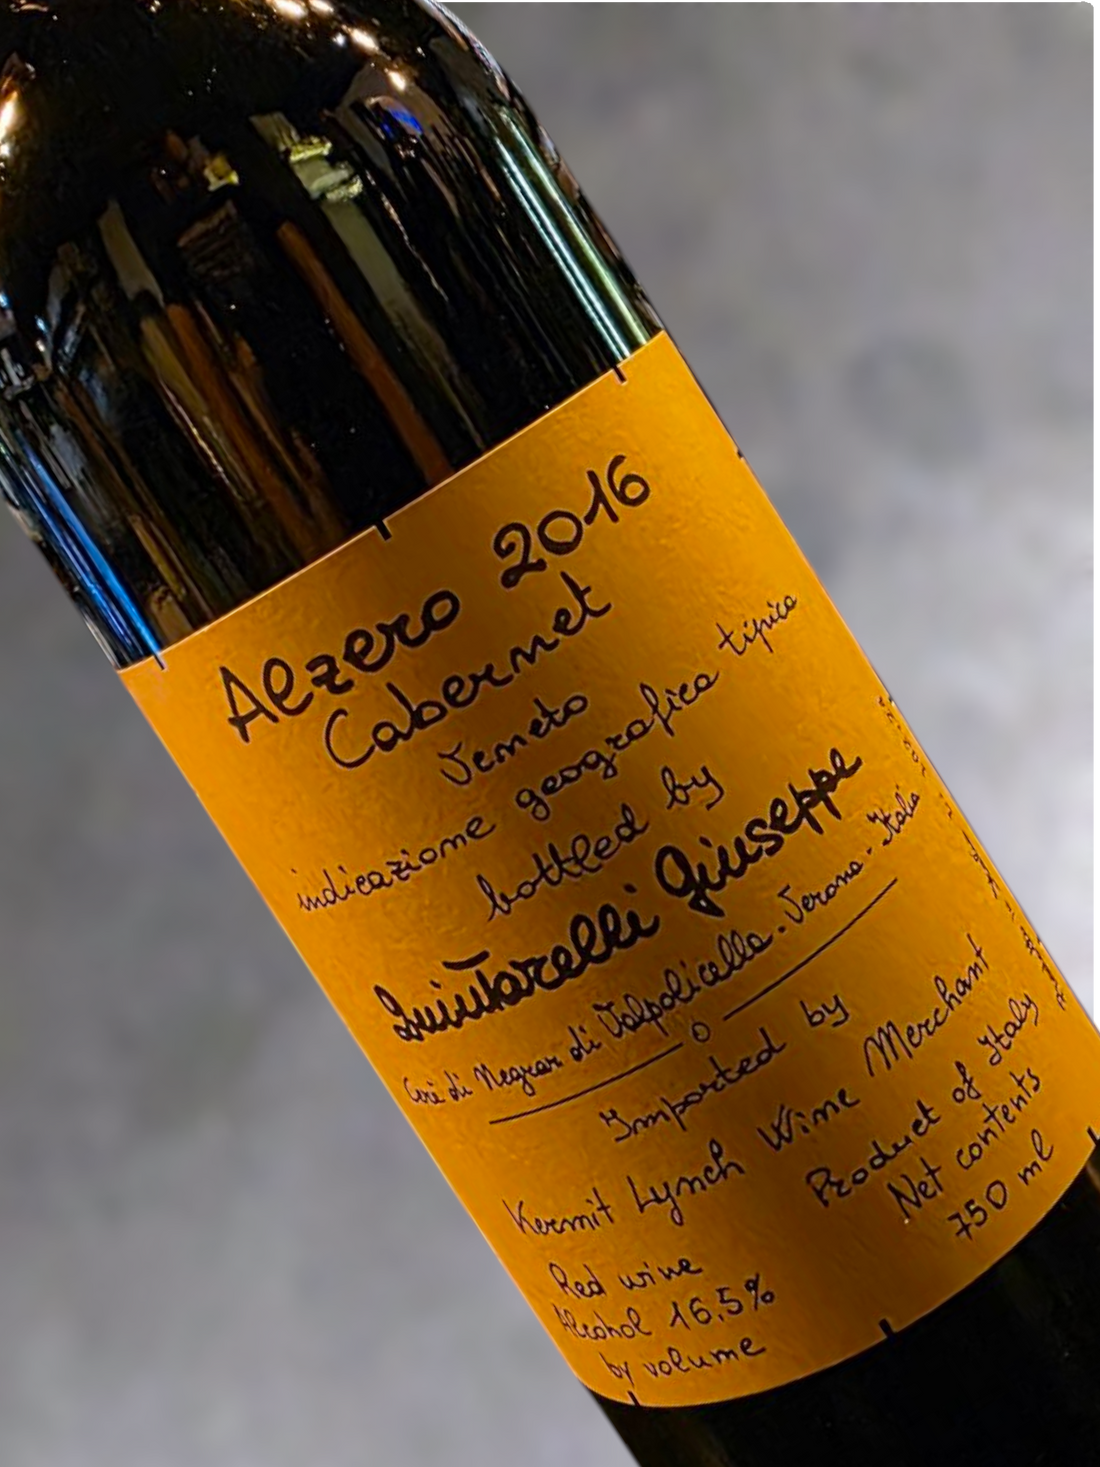 Alzero 2016
Cabernet
Veneto
indicazione geografica tipica
bottled by
Quintarelli Giuseppe
Cerè di Negrar di Valpolicella - Verona - Italia
Imported by
Kermit Lynch Wine Merchant
Red wine
Alcohol 16,5%
by volume
Product of Italy
Net contents
750 ml